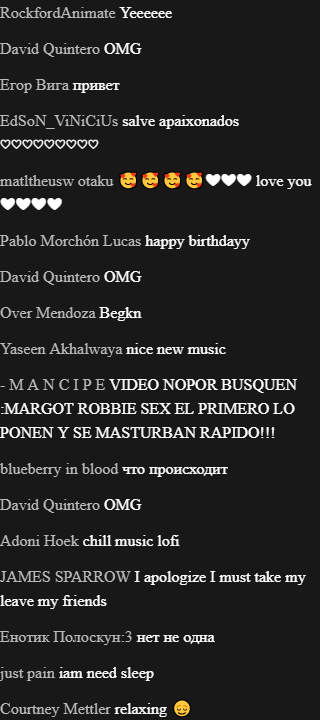 RockfordAnimate Yeeeeee
David Quintero OMG
Егор Вига привет
EdSoN_ViNiCiUs salve apaixonados
♡♡♡♡♡♡♡♡♡
matltheusw otaku 🥰 🥰 🥰 🥰🤍🤍🤍 love you
🤍🤍🤍🤍
Pablo Morchón Lucas happy birthdayy
David Quintero OMG
Over Mendoza Begkn
Yaseen Akhalwaya nice new music
- M A N C I P E VIDEO NOPOR BUSQUEN
:MARGOT ROBBIE SEX EL PRIMERO LO
PONEN Y SE MASTURBAN RAPIDO!!!
blueberry in blood что происходит
David Quintero OMG
Adoni Hoek chill music lofi
JAMES SPARROW I apologize I must take my
leave my friends
Енотик Полоскун:3 нет не одна
just pain iam need sleep
Courtney Mettler relaxing 😌